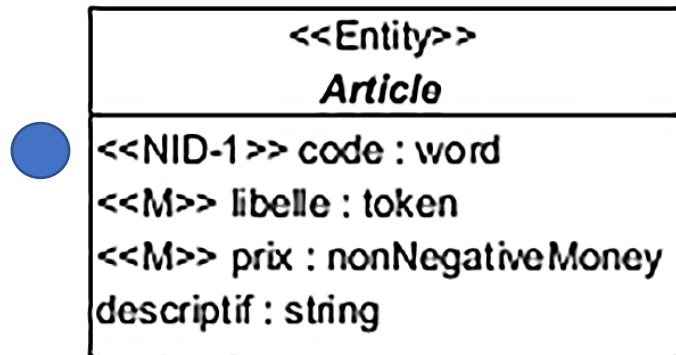 <<Entity>>
Article
<<NID-1>> code : word
<<M>> libelle : token
<<M>> prix : nonNegativeMoney
descriptif : string